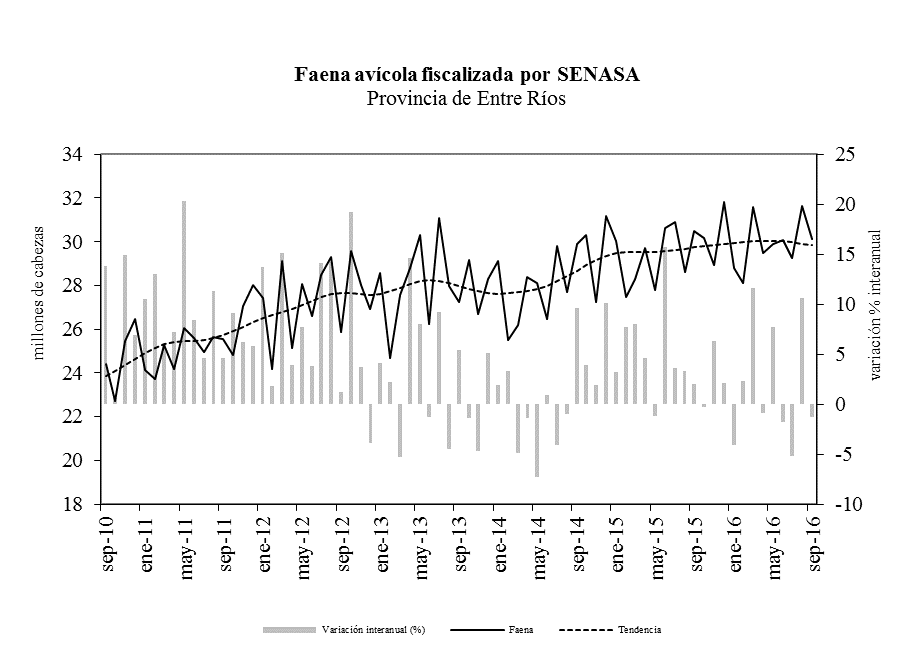 Faena avícola fiscalizada por SENASA
Provincia de Entre Ríos
millones de cabezas
34
32
30
28
26
24
22
20
18
25
20
15
10
5
0
-5
-10
variación % interanual
sep-10
ene-11
may-11
sep-11
ene-12
may-12
sep-12
ene-13
may-13
sep-13
ene-14
may-14
sep-14
ene-15
may-15
sep-15
ene-16
may-16
sep-16
Variación interanual (%) Faena Tendencia